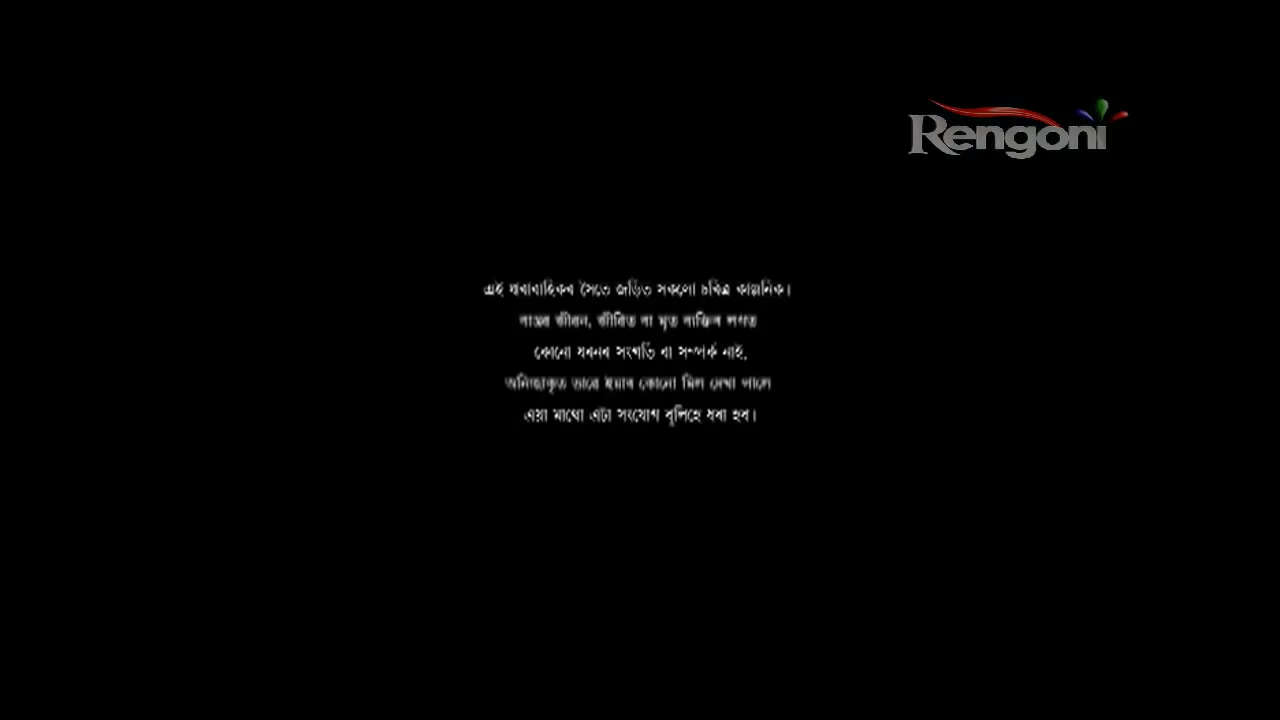 Rengoni
এই ধাৰাবাহিকৰ সৈতে জড়িত সকলো চৰিত্ৰ কাল্পনিক।
বাস্তৱ জীৱন, জীৱিত বা মৃত ব্যক্তিৰ লগত
কোনো ধৰনৰ সংগতি বা সম্পৰ্ক নাই,
অনিচ্ছাকৃত ভাৱে ইয়াৰ কোনো মিল দেখা পালে
এয়া মাথো এটা সংযোগ বুলিহে ধৰা হব।